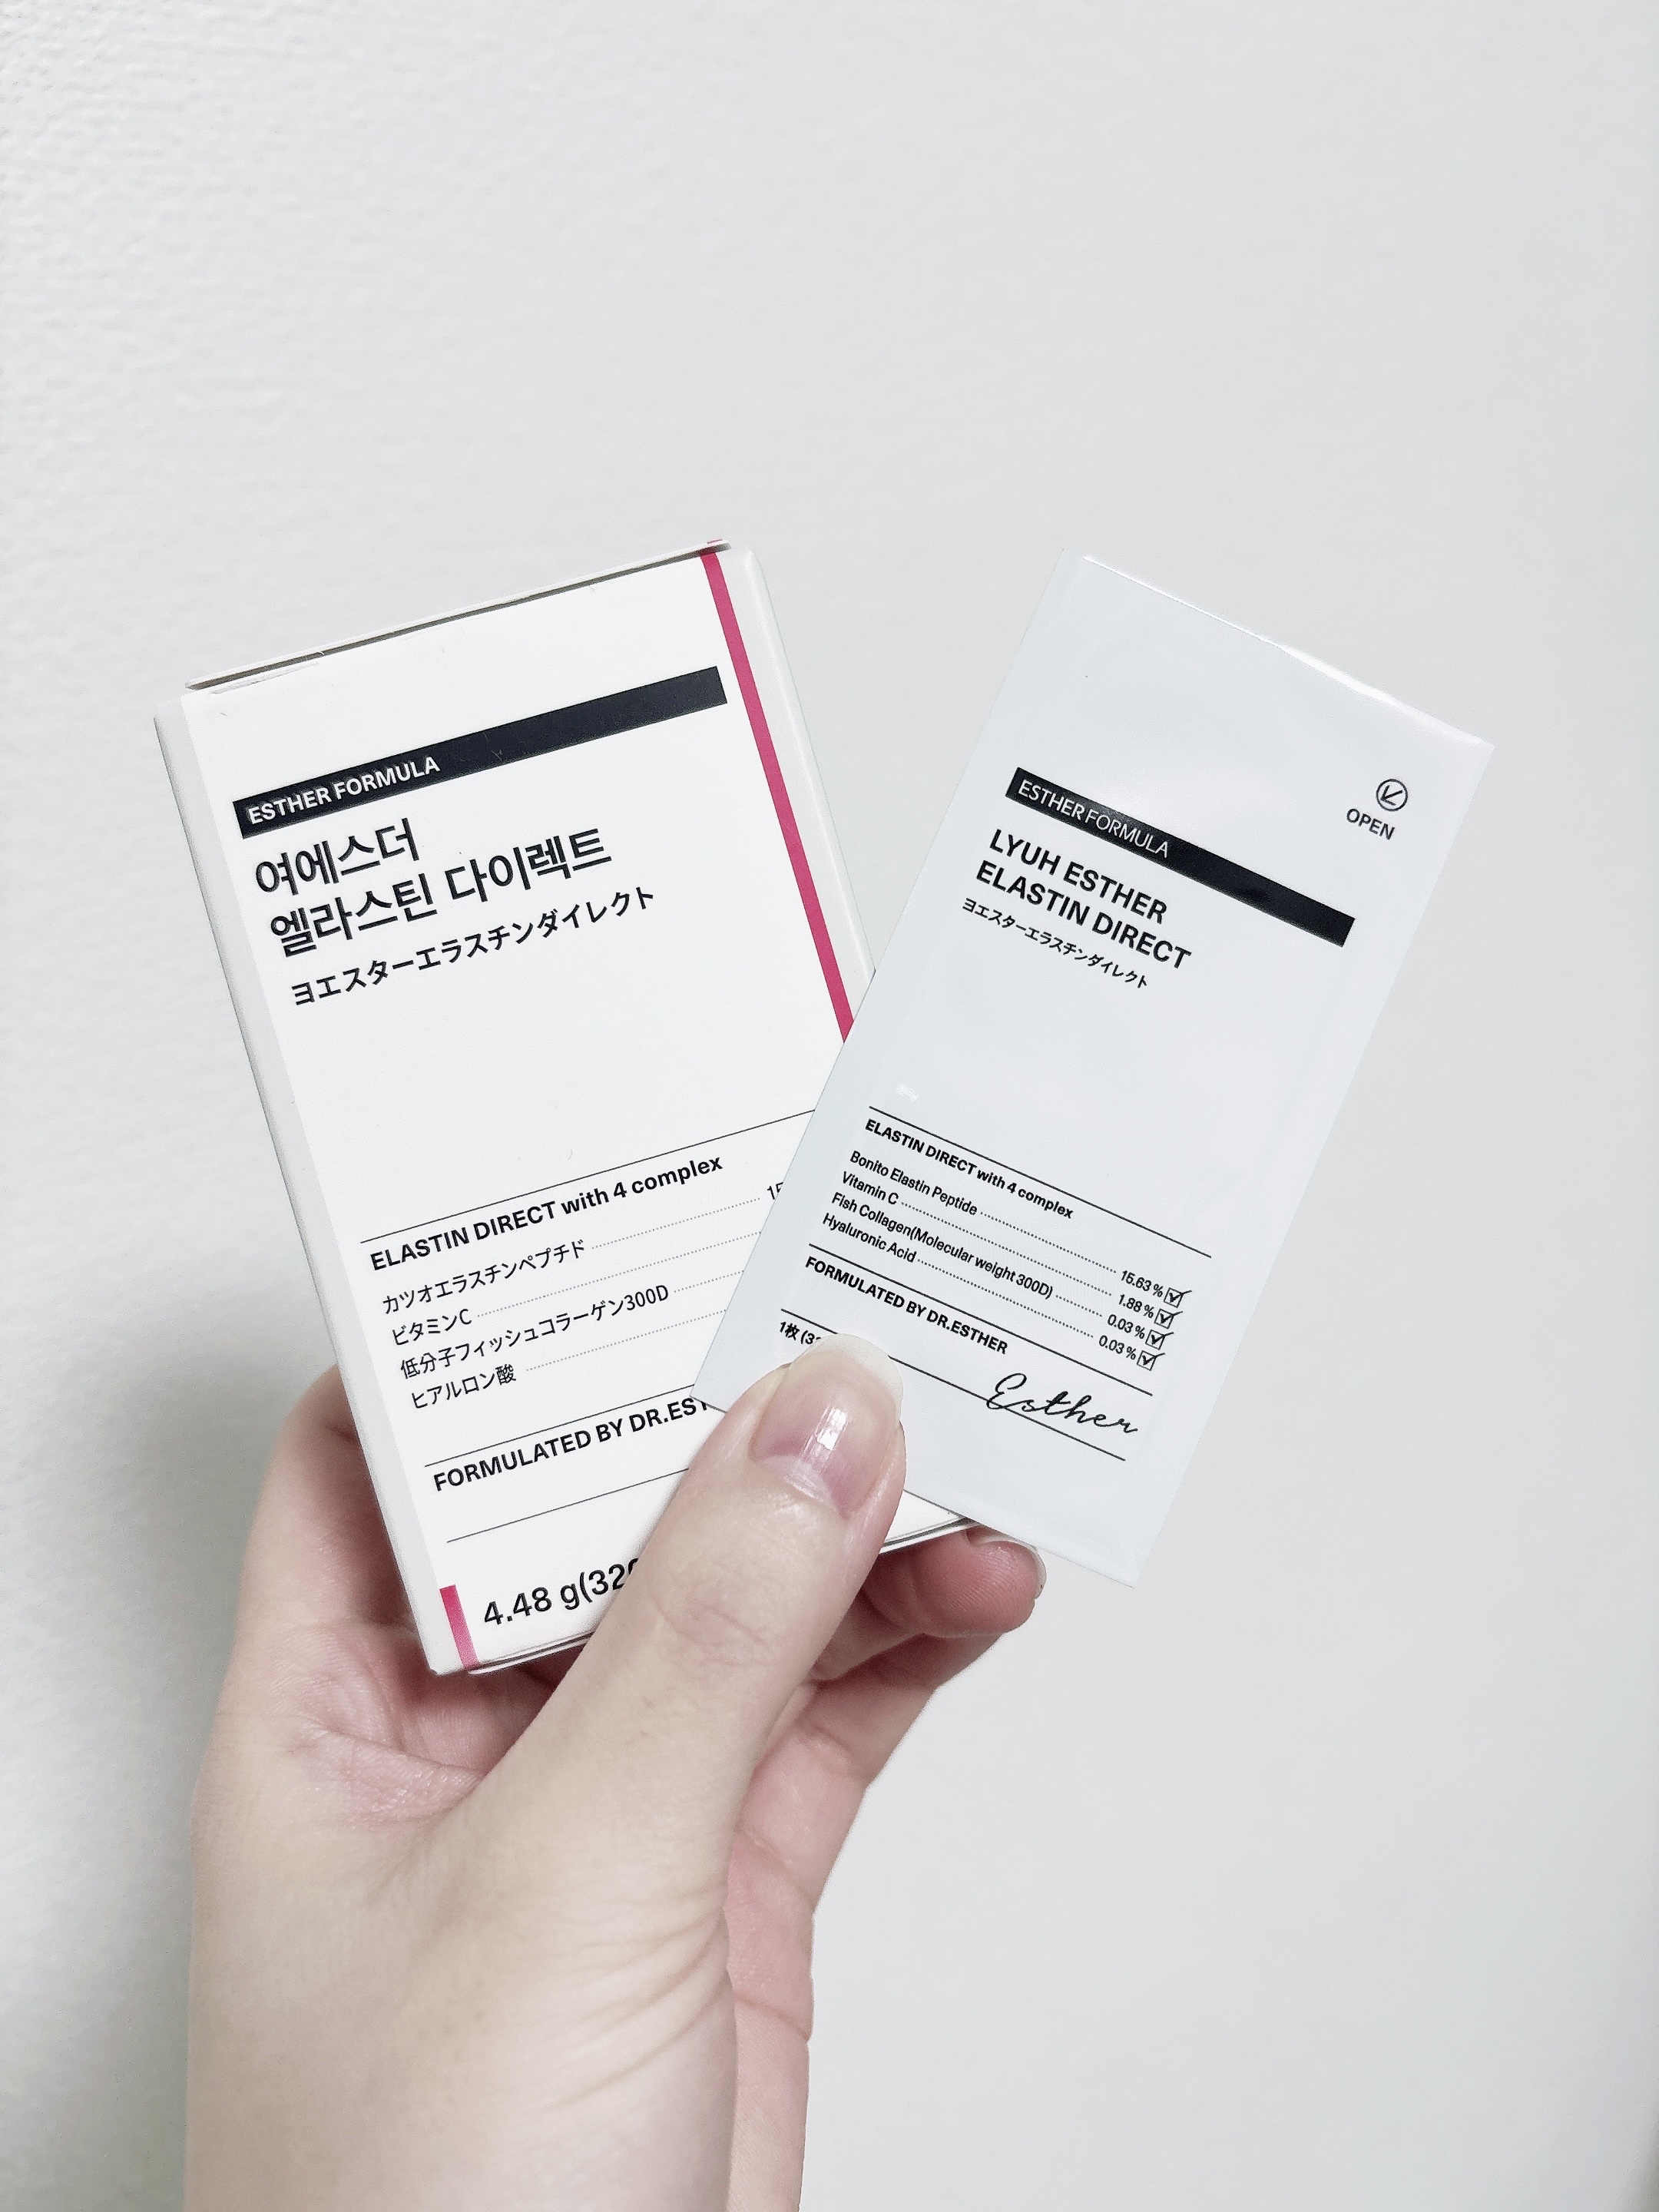 ESTHER FORMULA
여에스더
엘라스틴 다이렉트
ヨエスターエラスチンダイレクト
ELASTIN DIRECT with 4 complex
カツオエラスチンペプチド
ビタミンC
低分子フィッシュコラーゲン300D
ヒアルロン酸
FORMULATED BY
4.48 g
OPEN
ESTHER FORMULA
LYUH ESTHER
ELASTIN DIRECT
ヨエスターエラスチンダイレクト
ELASTIN DIRECT with 4 complex
Bonito Elastin Peptide 15.63 %
Vitamin C 1.88 %
Fish Collagen(Molecular weight 300D) 0.03 %
Hyaluronic Acid 0.03 %
FORMULATED BY DR.ESTHER
1枚
Esther